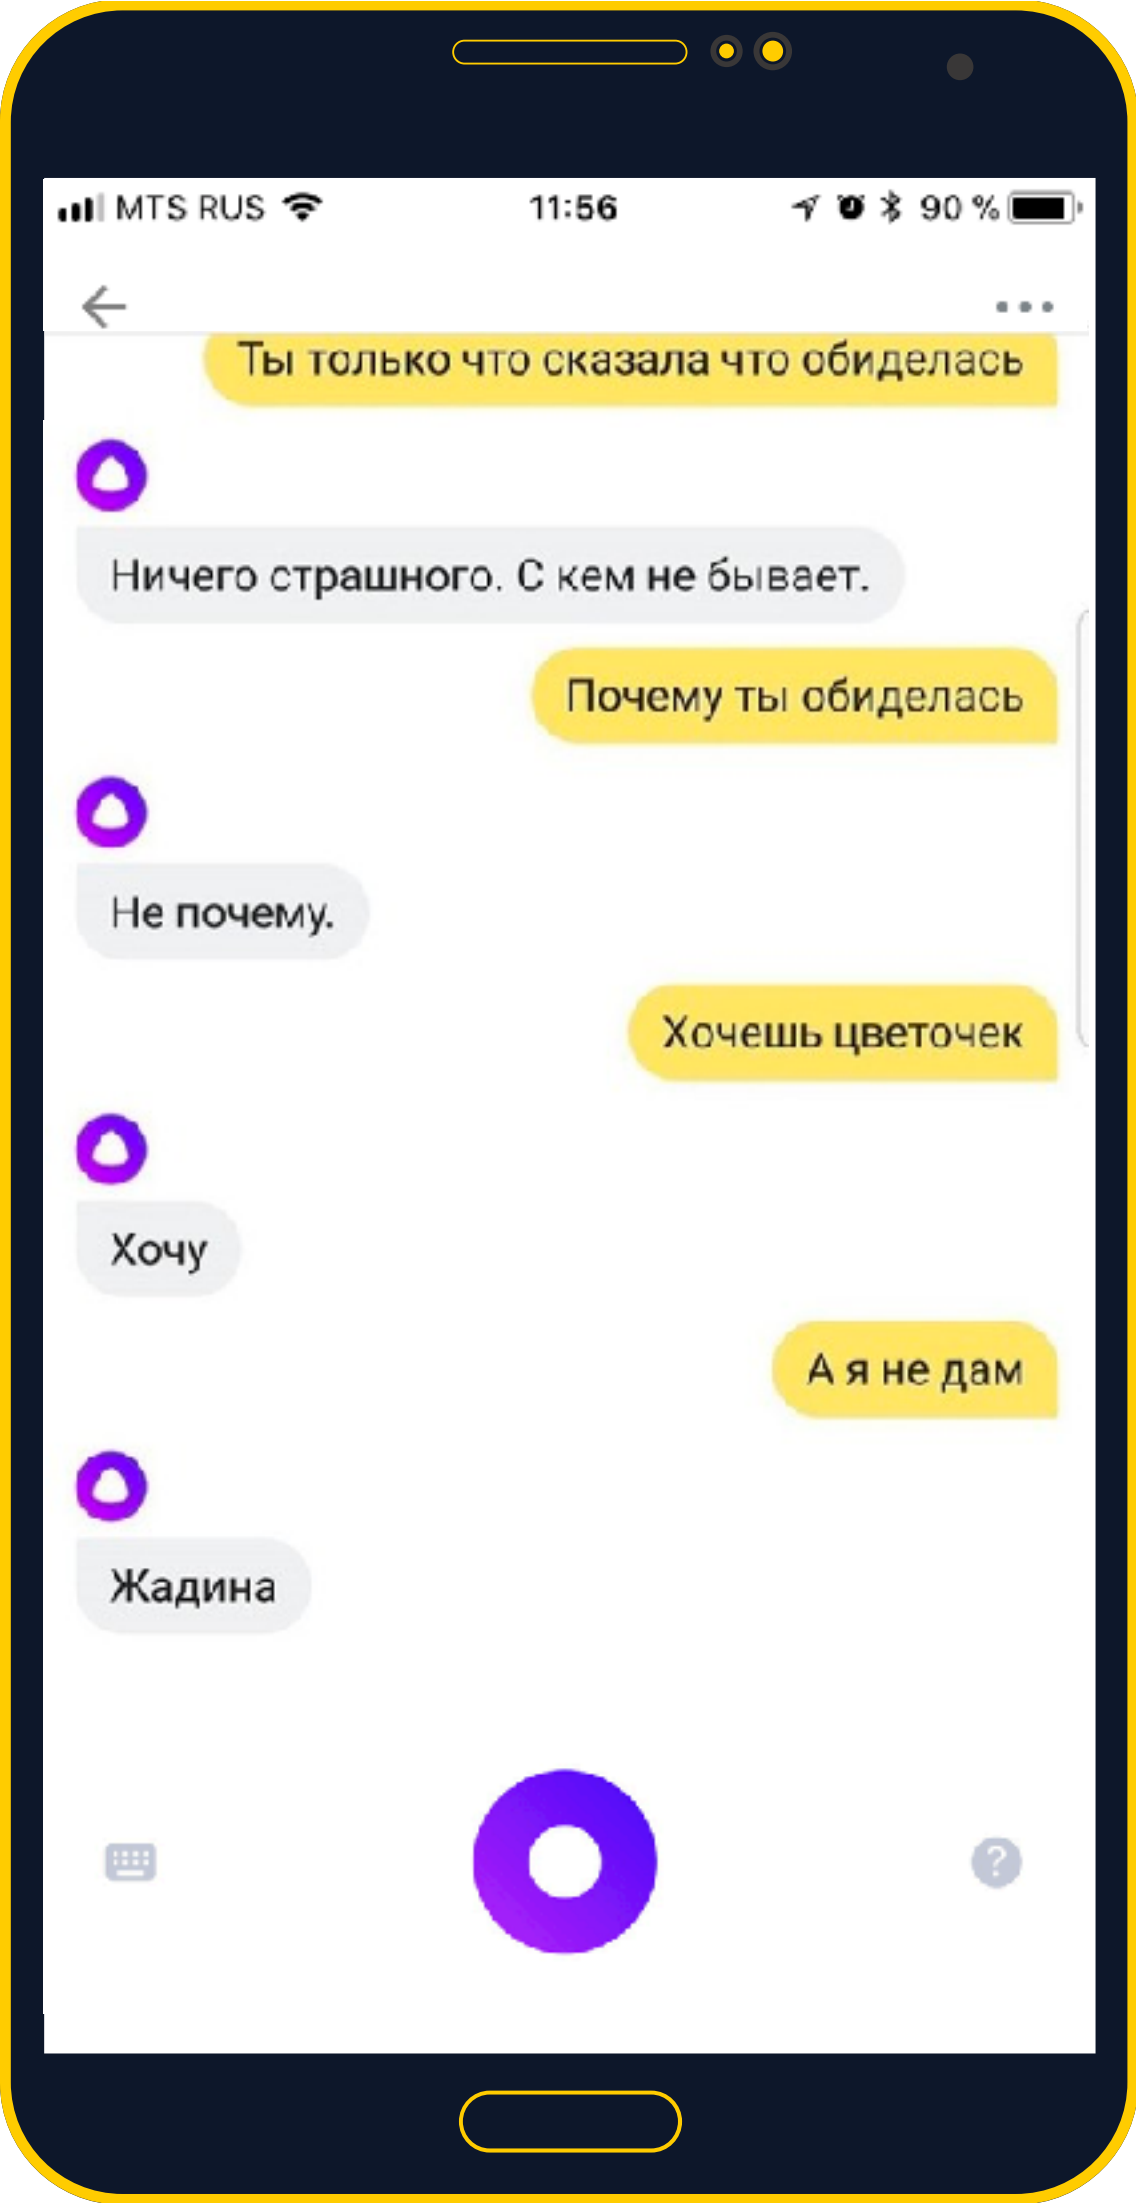 MTS RUS 11:56 90 %
Ты только что сказала что обиделась
Ничего страшного. С кем не бывает.
Почему ты обиделась
Не почему.
Хочешь цветочек
Хочу
А я не дам
Жадина
?